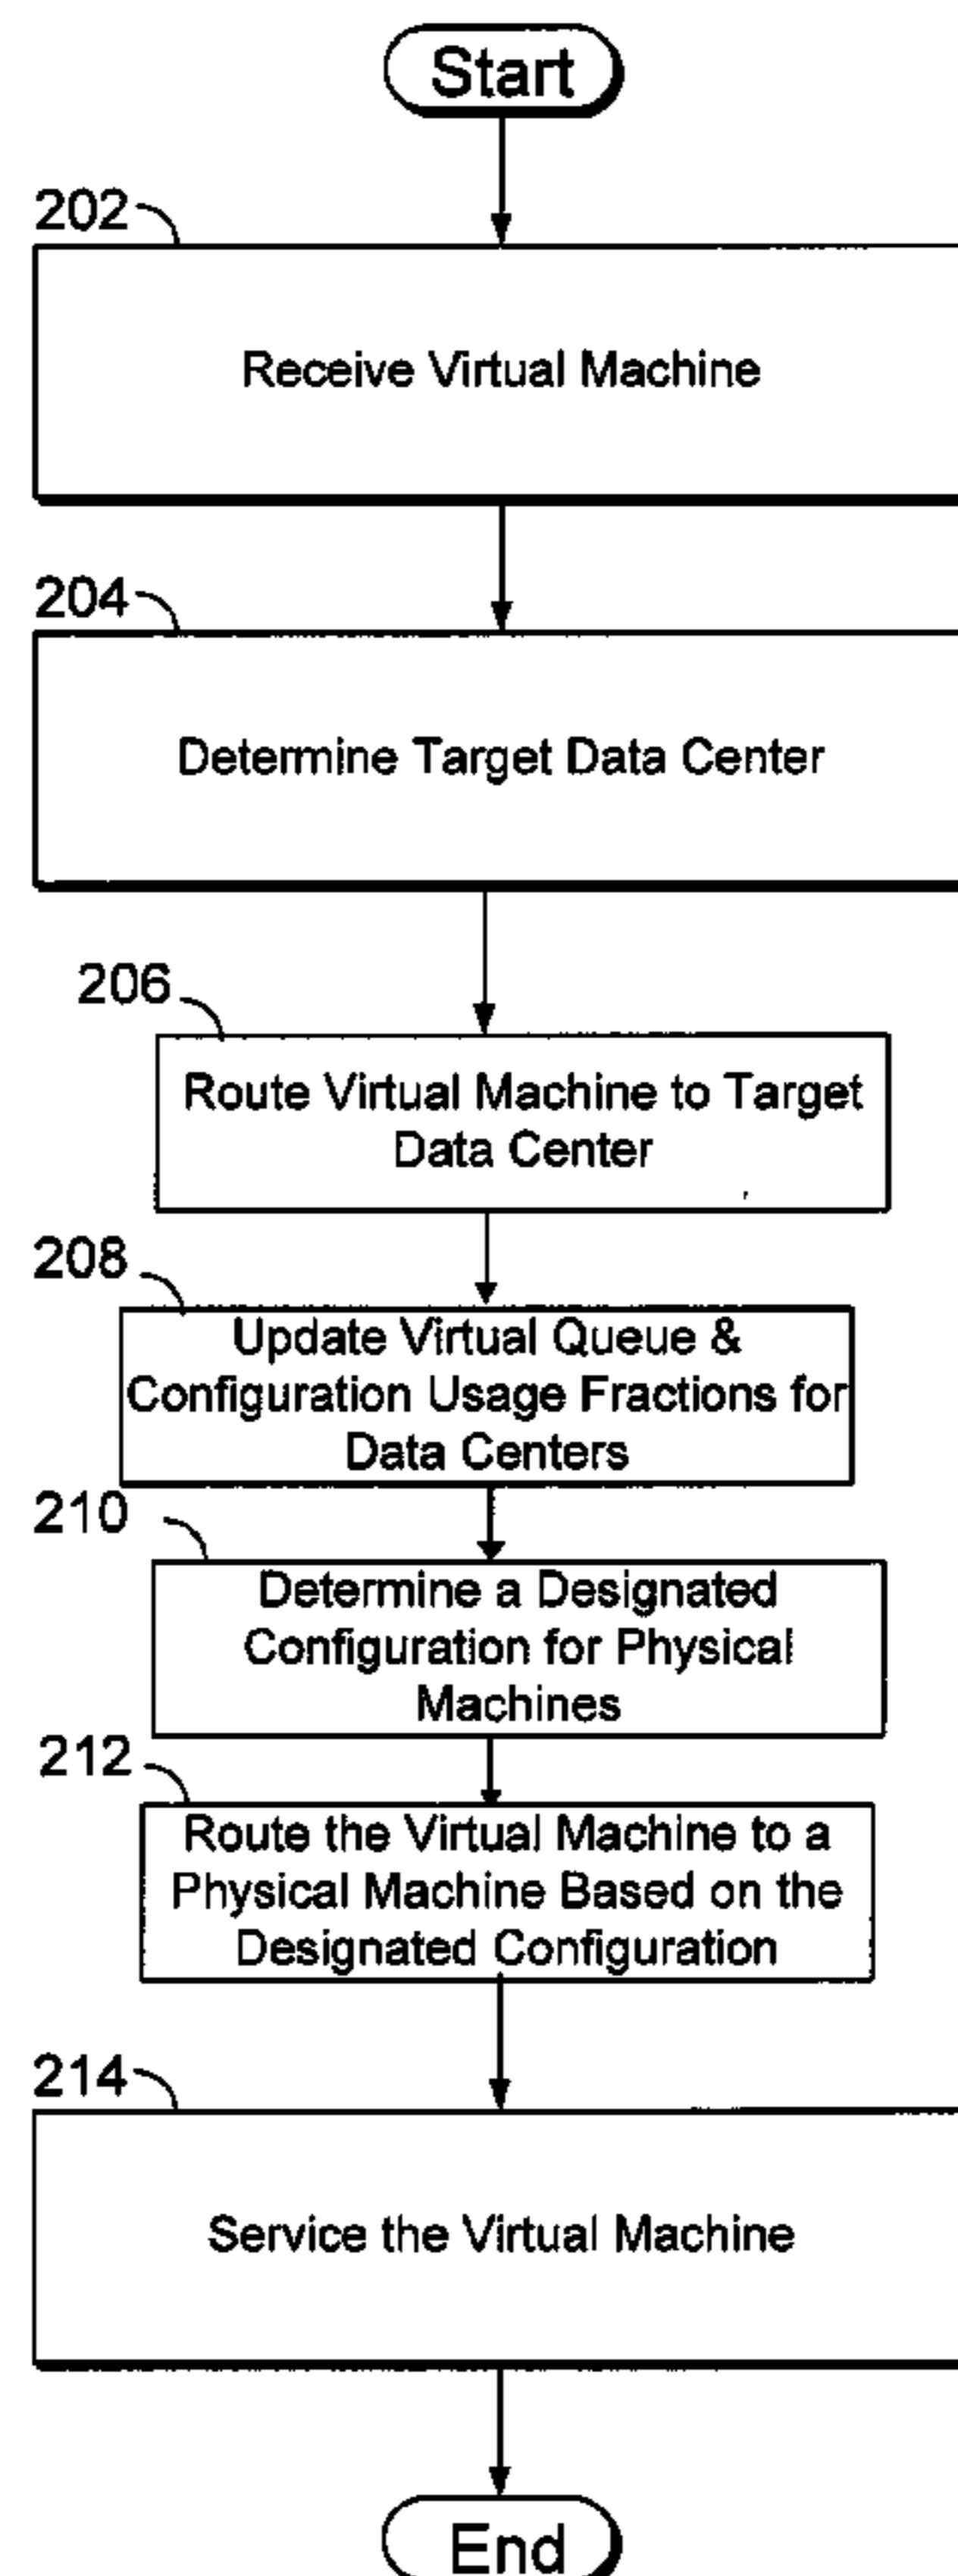 Start
202
Receive Virtual Machine
204
Determine Target Data Center
206
Route Virtual Machine to Target
Data Center
208
Update Virtual Queue &
Configuration Usage Fractions for
Data Centers
210
Determine a Designated
Configuration for Physical
Machines
212
Route the Virtual Machine to a
Physical Machine Based on the
Designated Configuration
214
Service the Virtual Machine
End